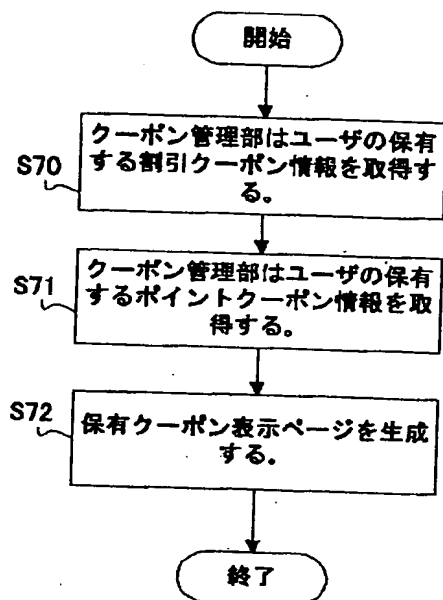 開始
S70
クーポン管理部はユーザの保有
する割引クーポン情報を取得す
る。
S71
クーポン管理部はユーザの保有
するポイントクーポン情報を取
得する。
S72
保有クーポン表示ページを生成
する。
終了